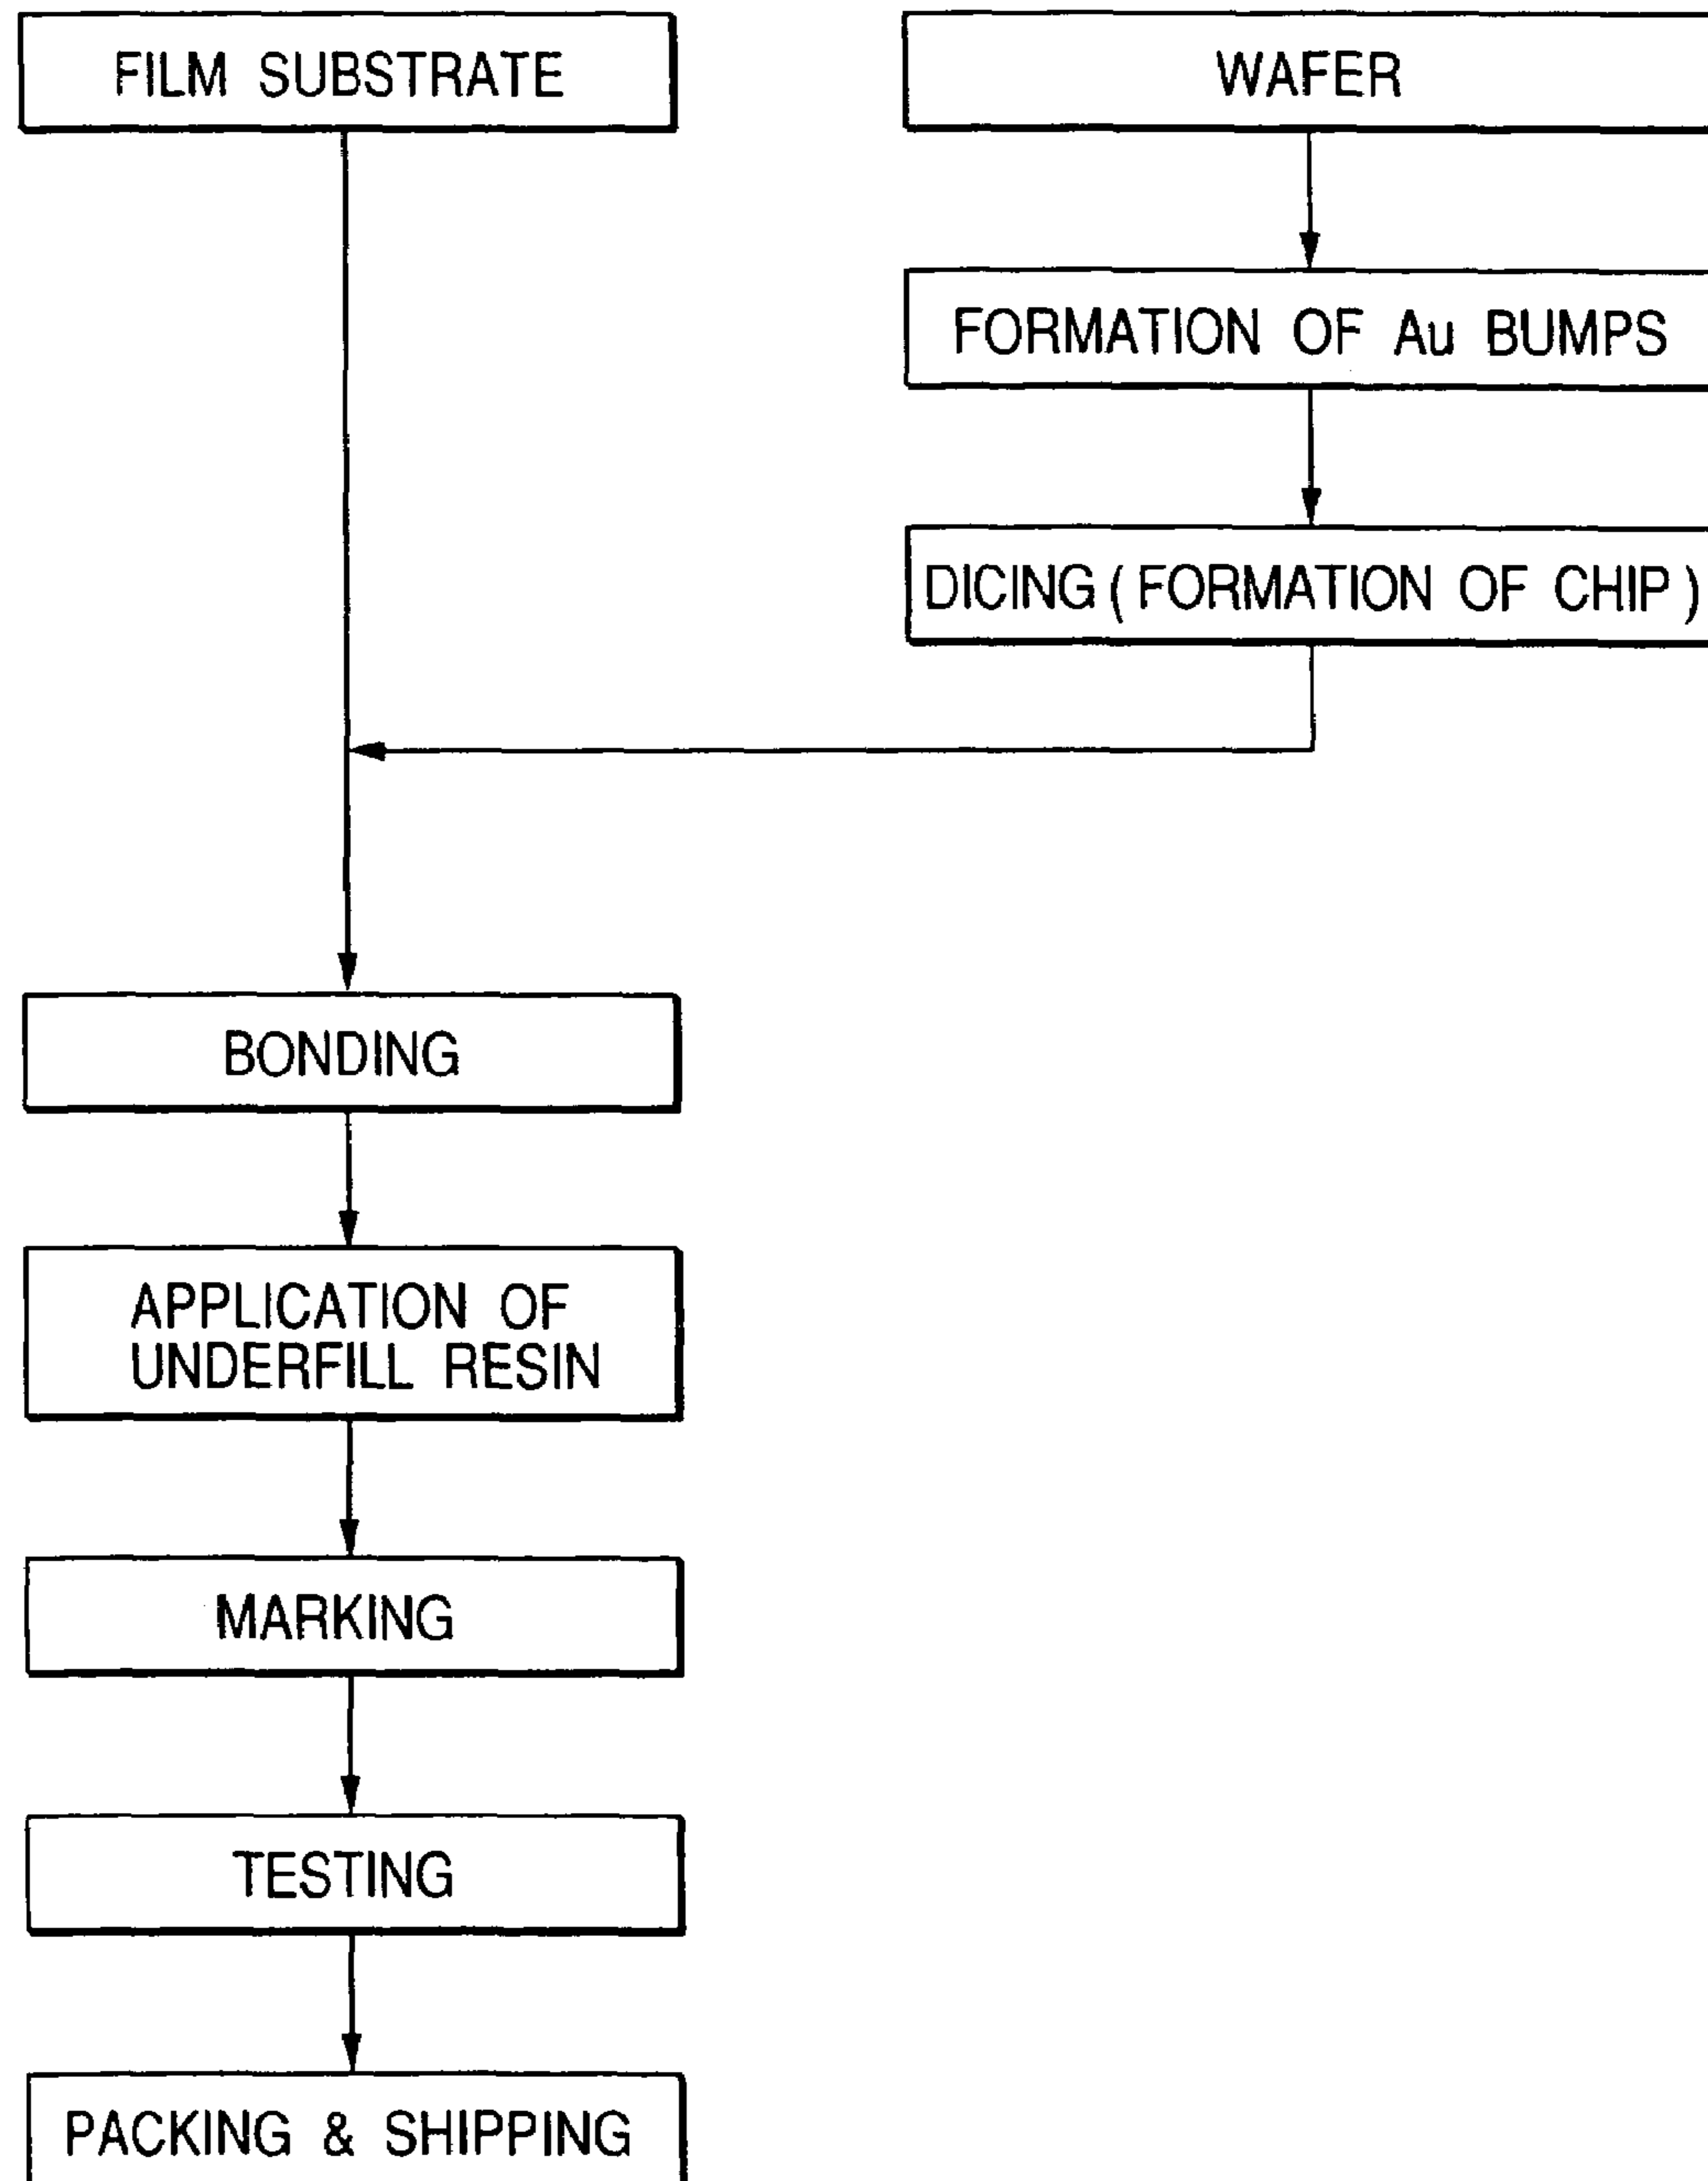 FILM SUBSTRATE
WAFER
FORMATION OF Au BUMPS
DICING (FORMATION OF CHIP)
BONDING
APPLICATION OF
UNDERFILL RESIN
MARKING
TESTING
PACKING & SHIPPING